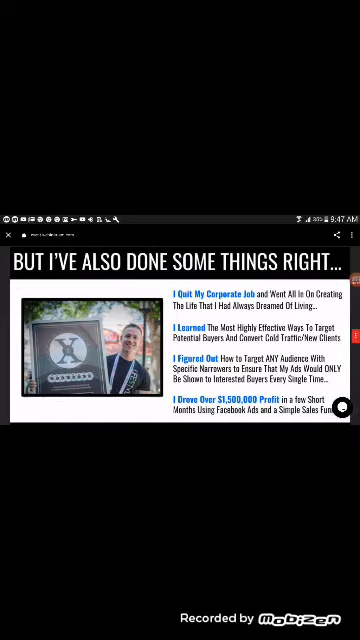 35% 9:47 AM
BUT I'VE ALSO DONE SOME THINGS RIGHT...
I Quit My Corporate Job and Went All In On Creating
The Life That I Had Always Dreamed Of Living...
I Learned The Most Highly Effective Ways To Target
Potential Buyers and Convert Cold Traffic/New Clients
I Figured Out How to Target ANY Audience With
Specific Narrowers to Ensure That My Ads Would ONLY
Be Shown to Interested Buyers Every Single Time...
I Drove Over $1,500,000 Profit in a few Short
Months Using Facebook Ads and a Simple Sales Fun
X
Recorded by mobizen